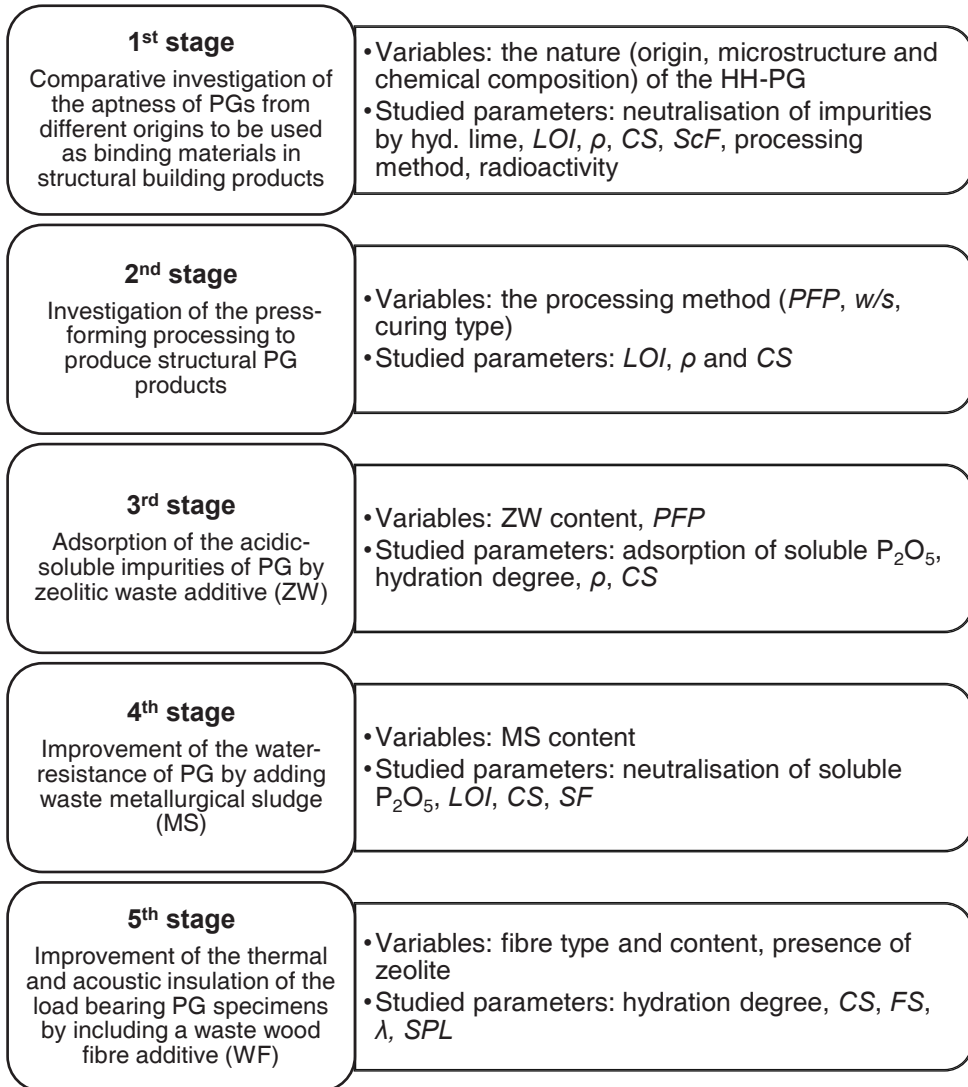 1st stage
Comparative investigation of
the aptness of PGs from
different origins to be used
as binding materials in
structural building products
•Variables: the nature (origin, microstructure and
chemical composition) of the HH-PG
•Studied parameters: neutralisation of impurities
by hyd. lime, LOI, ρ, CS, ScF, processing
method, radioactivity
2nd stage
Investigation of the press-
forming processing to
produce structural PG
products
•Variables: the processing method (PFP, w/s,
curing type)
•Studied parameters: LOI, ρ and CS
3rd stage
Adsorption of the acidic-
soluble impurities of PG by
zeolitic waste additive (ZW)
•Variables: ZW content, PFP
•Studied parameters: adsorption of soluble P₂O₅,
hydration degree, ρ, CS
4th stage
Improvement of the water-
resistance of PG by adding
waste metallurgical sludge
(MS)
•Variables: MS content
•Studied parameters: neutralisation of soluble
P₂O₅, LOI, CS, SF
5th stage
Improvement of the thermal
and acoustic insulation of the
load bearing PG specimens
by including a waste wood
fibre additive (WF)
•Variables: fibre type and content, presence of
zeolite
•Studied parameters: hydration degree, CS, FS,
λ, SPL